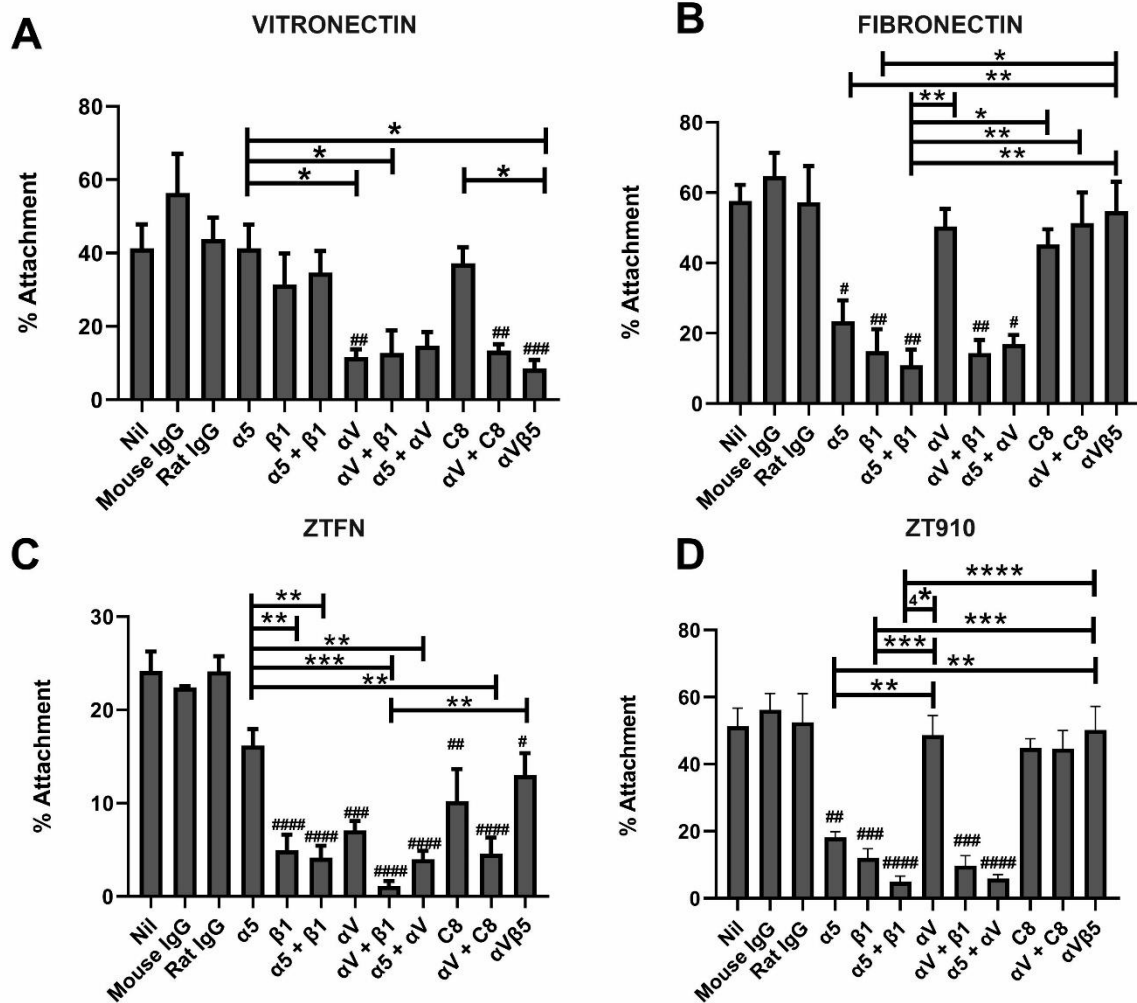 A
VITRONECTIN
% Attachment
80
60
40
20
0
*
*
*
*
##
##
###
Nil
Mouse IgG
Rat IgG
α5
β1
α5 + β1
αV
αV + β1
α5 + αV
C8
αV + C8
αVβ5
B
FIBRONECTIN
% Attachment
80
60
40
20
0
*
**
**
*
**
**
#
##
##
##
#
Nil
Mouse IgG
Rat IgG
α5
β1
α5 + β1
αV
αV + β1
α5 + αV
C8
αV + C8
αVβ5
C
ZTFN
% Attachment
30
20
10
0
**
**
**
***
**
**
####
####
###
####
####
##
####
#
Nil
Mouse IgG
Rat IgG
α5
β1
α5 + β1
αV
αV + β1
α5 + αV
C8
αV + C8
αVβ5
D
ZT910
% Attachment
80
60
40
20
0
****
4*
***
***
**
**
##
###
####
###
####
Nil
Mouse IgG
Rat IgG
α5
β1
α5 + β1
αV
αV + β1
α5 + αV
C8
αV + C8
αVβ5